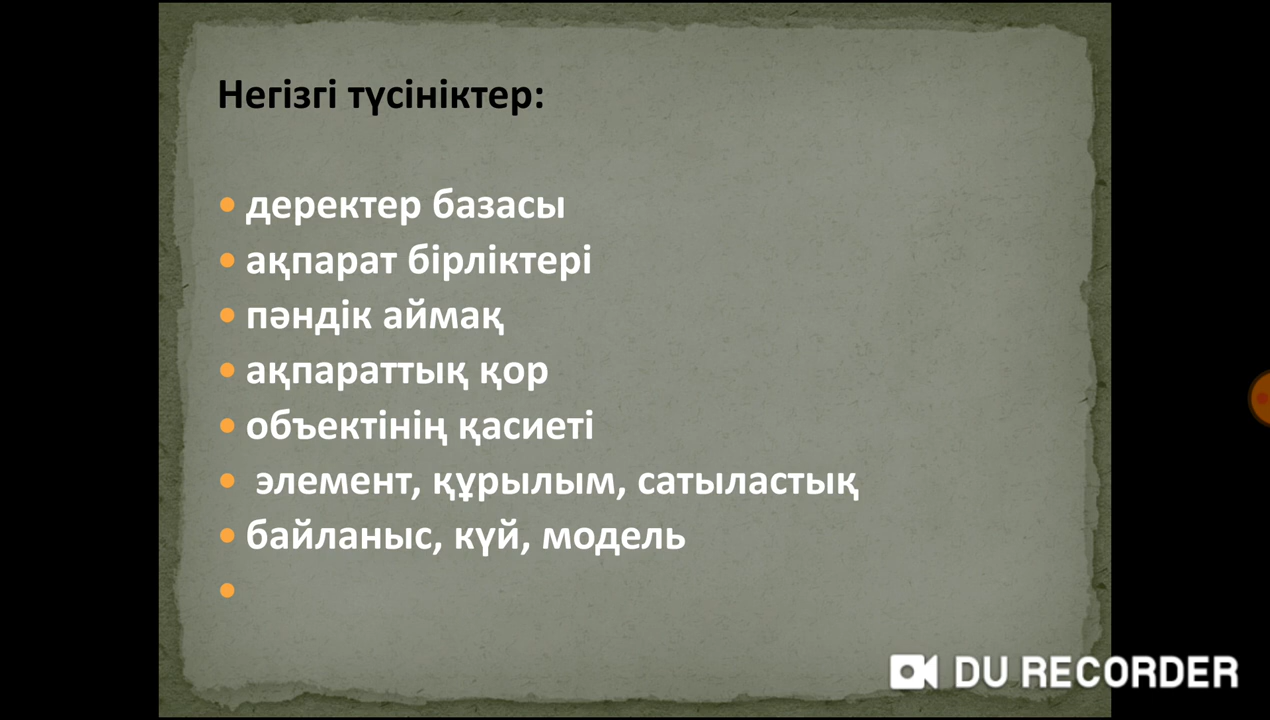 Негізгі түсініктер:
• деректер базасы
• ақпарат бірліктері
• пәндік аймақ
• ақпараттық қор
• объектінің қасиеті
• элемент, құрылым, сатыластық
• байланыс, күй, модель
•
DU RECORDER